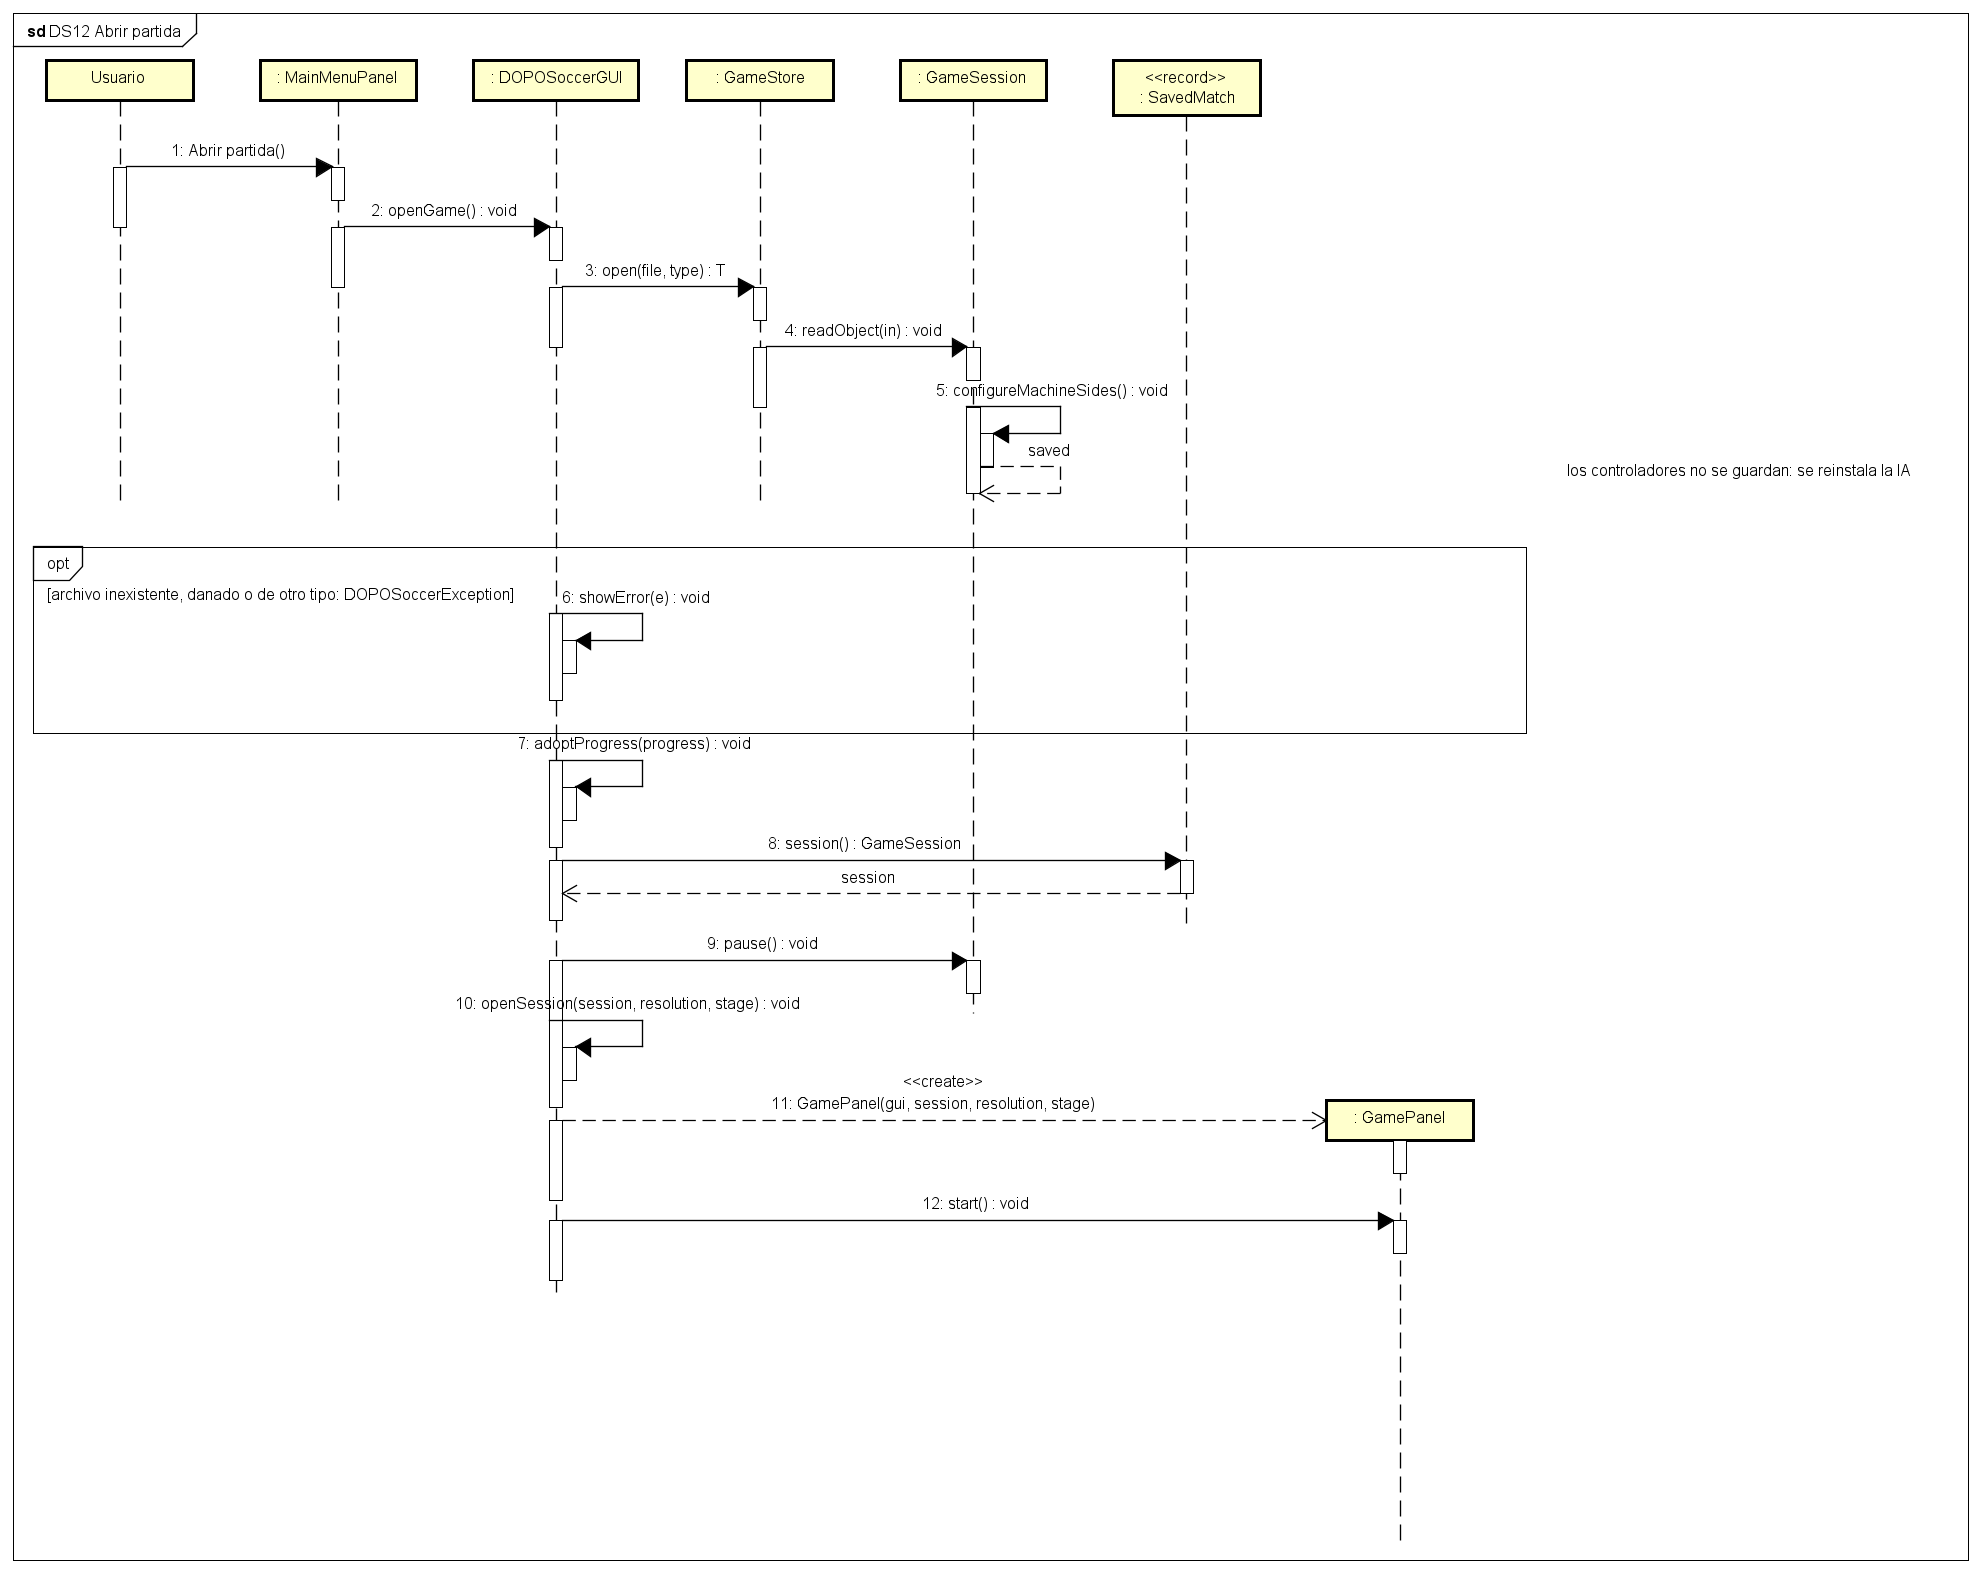 sd DS12 Abrir partida
Usuario
: MainMenuPanel
: DOPOSoccerGUI
: GameStore
: GameSession
<<record>>
: SavedMatch
1: Abrir partida()
2: openGame() : void
3: open(file, type) : T
4: readObject(in) : void
5: configureMachineSides() : void
saved
los controladores no se guardan: se reinstala la IA
opt
[archivo inexistente, danado o de otro tipo: DOPOSoccerException]
6: showError(e) : void
7: adoptProgress(progress) : void
8: session() : GameSession
session
9: pause() : void
10: openSession(session, resolution, stage) : void
<<create>>
11: GamePanel(gui, session, resolution, stage)
: GamePanel
12: start() : void